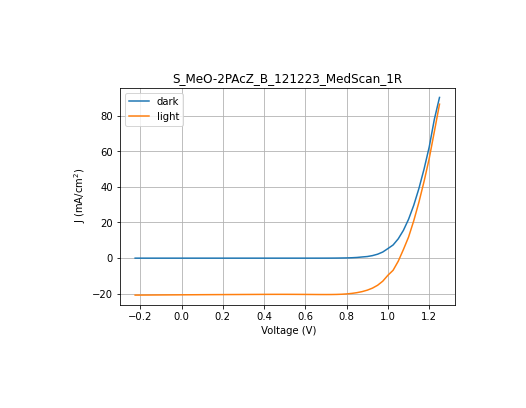 S_MeO-2PAcZ_B_121223_MedScan_1R
dark
light
80
60
40
20
0
−20
J (mA/cm²)
−0.2 0.0 0.2 0.4 0.6 0.8 1.0 1.2
Voltage (V)